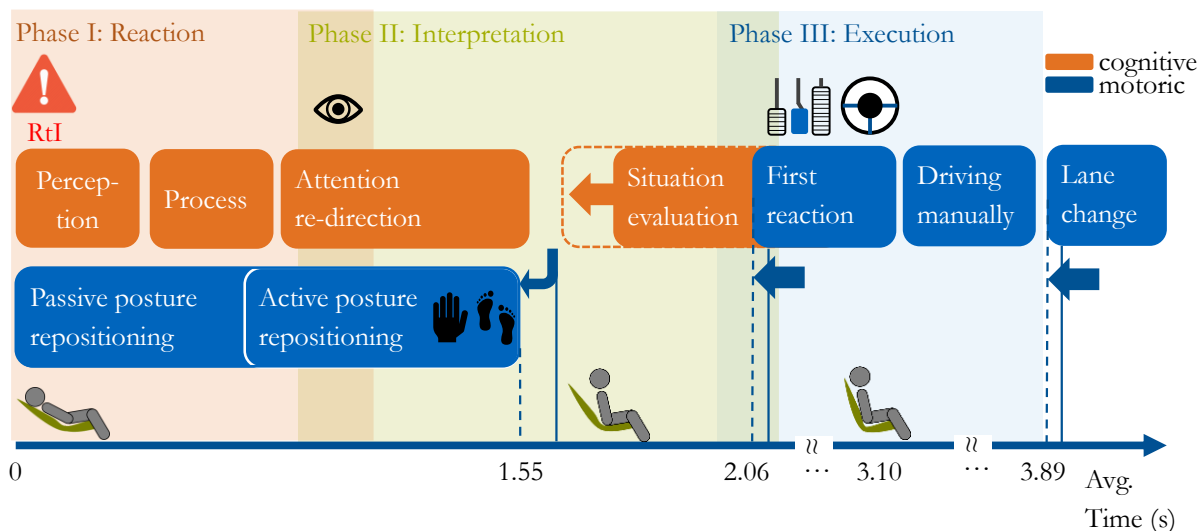 Phase I: Reaction
Phase II: Interpretation
Phase III: Execution
cognitive
motoric
RtI
Percep-
tion
Process
Attention
re-direction
Situation
evaluation
First
reaction
Driving
manually
Lane
change
Passive posture
repositioning
Active posture
repositioning
≈ ≈
0 1.55 2.06 … 3.10 … 3.89 Avg.
Time (s)